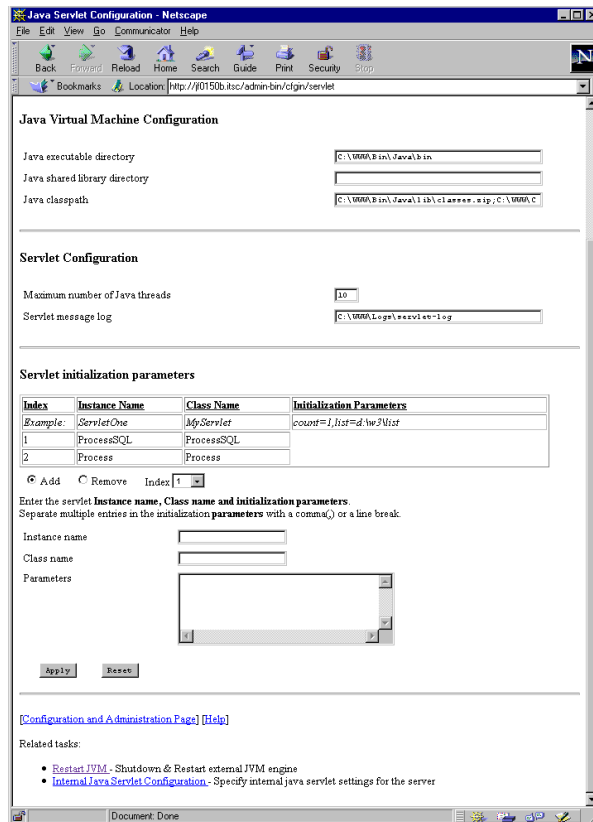 Java Servlet Configuration - Netscape
File Edit View Go Communicator Help
Back Forward Reload Home Search Guide Print Security Stop
N
Bookmarks Location: http://jl0150b.itsc/admin-bin/cfgin/servlet
Java Virtual Machine Configuration
Java executable directory C:\WWW\Bin\Java\bin
Java shared library directory
Java classpath C:\WWW\Bin\Java\lib\classes.zip;C:\WWW\C
Servlet Configuration
Maximum number of Java threads 10
Servlet message log C:\WWW\Logs\servlet-log
Servlet initialization parameters
Index Instance Name Class Name Initialization Parameters
Example: ServletOne MyServlet count=1,list=d:\w3\list
1 ProcessSQL ProcessSQL
2 Process Process
Add Remove Index 1
Enter the servlet Instance name, Class name and initialization parameters.
Separate multiple entries in the initialization parameters with a comma(,) or a line break.
Instance name
Class name
Parameters
Apply Reset
[Configuration and Administration Page] [Help]
Related tasks:
• Restart JVM - Shutdown & Restart external JVM engine
• Internal Java Servlet Configuration - Specify internal java servlet settings for the server
Document: Done